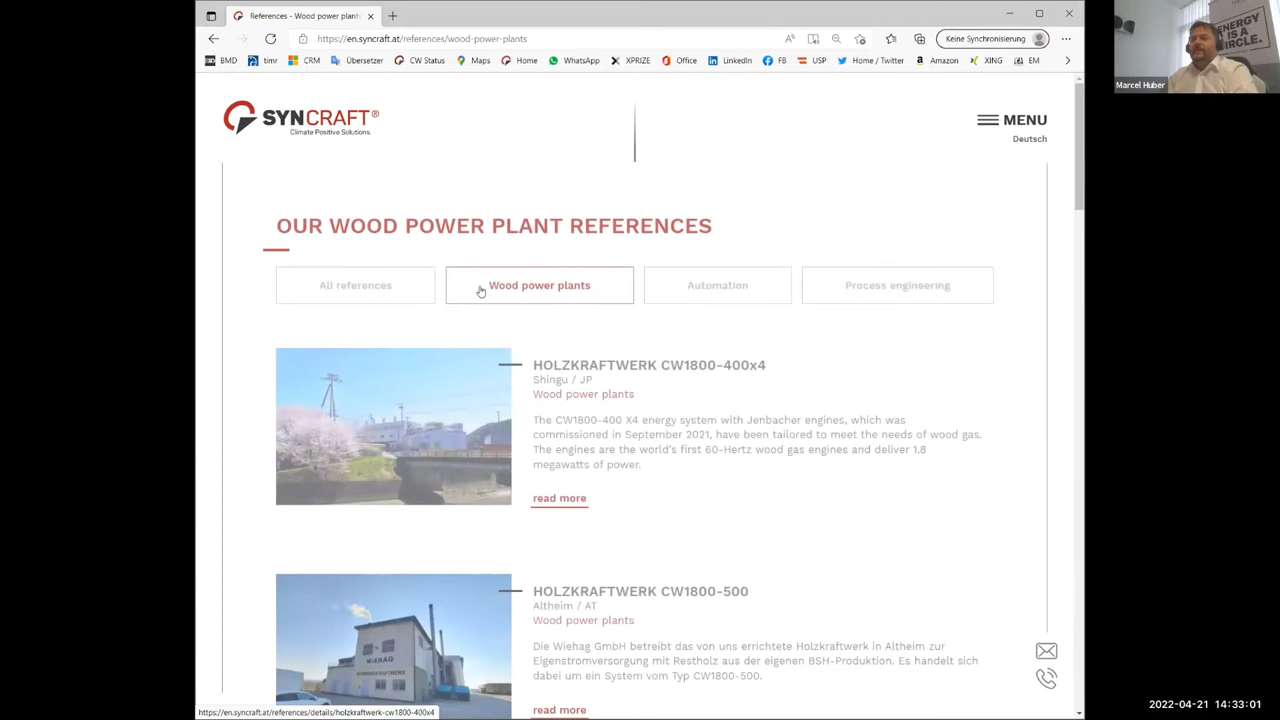 References - Wood power plants
https://en.syncraft.at/references/wood-power-plants
Keine Synchronisierung
BMD
timr
CRM
Übersetzer
CW Status
Maps
Home
WhatsApp
XPRIZE
Office
LinkedIn
FB
USP
Home / Twitter
Amazon
XING
EM
ENERGY
IT IS A
CIRCLE.
Marcel Huber
SYNCRAFT®
Climate Positive Solutions.
MENU
Deutsch
OUR WOOD POWER PLANT REFERENCES
All references
Wood power plants
Automation
Process engineering
HOLZKRAFTWERK CW1800-400x4
Shingu / JP
Wood power plants
The CW1800-400 X4 energy system with Jenbacher engines, which was
commissioned in September 2021, have been tailored to meet the needs of wood gas.
The engines are the world's first 60-Hertz wood gas engines and deliver 1.8
megawatts of power.
read more
HOLZKRAFTWERK CW1800-500
Altheim / AT
Wood power plants
Die Wiehag GmbH betreibt das von uns errichtete Holzkraftwerk in Altheim zur
Eigenstromversorgung mit Restholz aus der eigenen BSH-Produktion. Es handelt sich
dabei um ein System vom Typ CW1800-500.
read more
WIEHAG
https://en.syncraft.at/references/details/holzkraftwerk-cw1800-400x4
2022-04-21 14:33:01